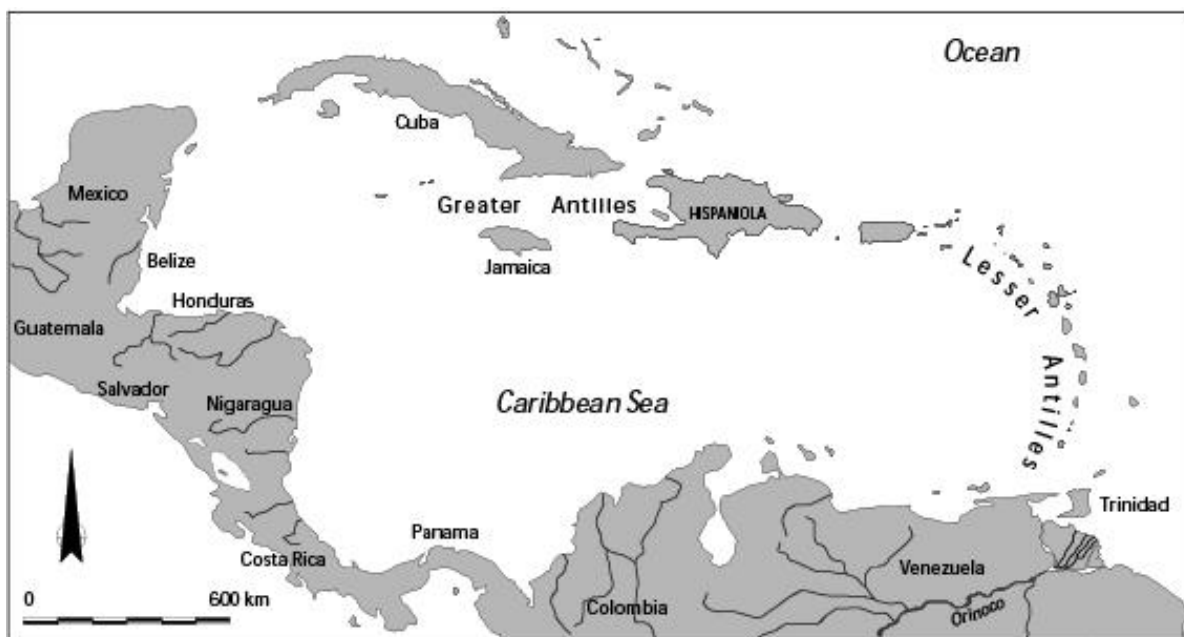 Ocean
Cuba
Mexico
Greater Antilles
HISPANIOLA
Jamaica
Belize
Lesser
Antilles
Honduras
Guatemala
Salvador
Nigaragua
Caribbean Sea
Trinidad
Panama
Costa Rica
Venezuela
Colombia
Orinoco
0 600 km